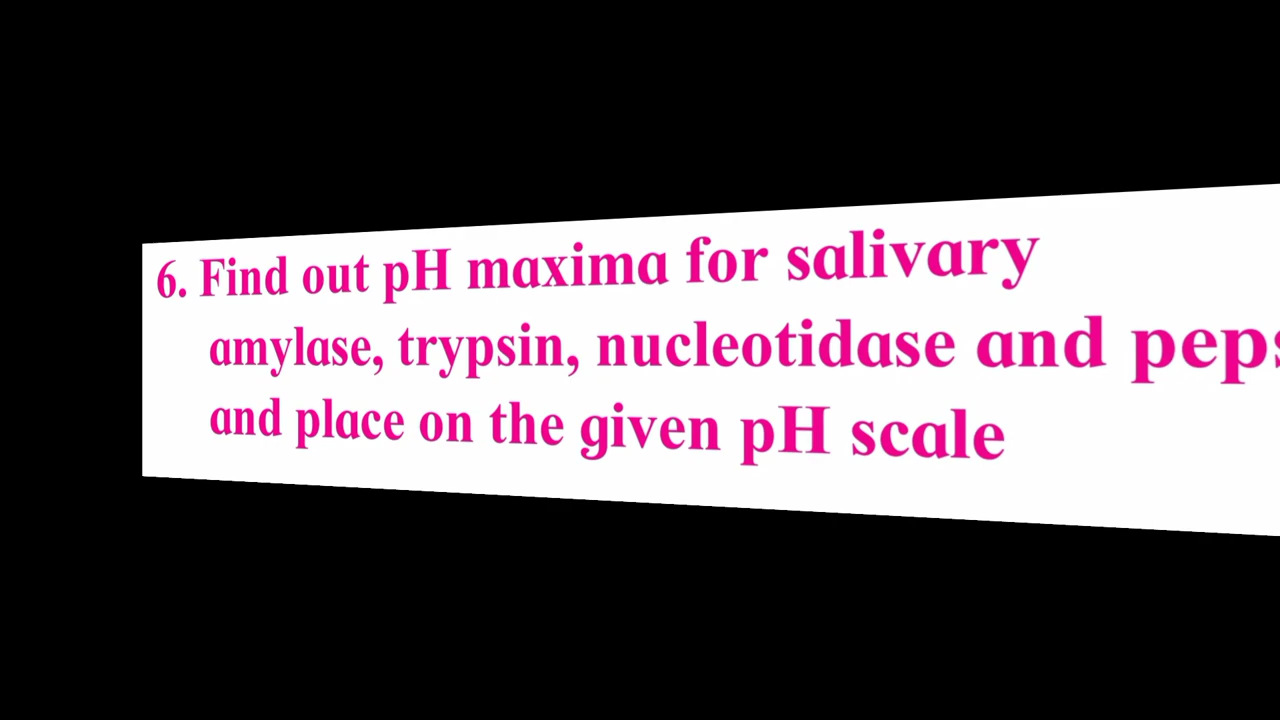 6. Find out pH maxima for salivary
amylase, trypsin, nucleotidase and
and place on the given pH scale